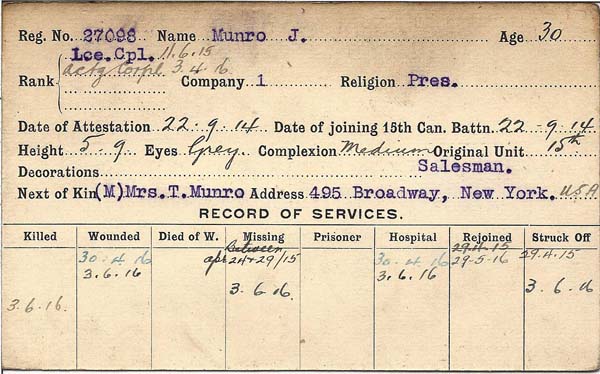 Reg. No. 27098 Name Munro J. Age 30
Lce. Cpl. 11.6.15
Rank actg Corpl 3.4.16 Company 1 Religion Pres.
Date of Attestation 22-9-14 Date of joining 15th Can. Battn. 22-9-14
Height 5-9 Eyes Grey Complexion Medium Original Unit 15th
Decorations Salesman.
Next of Kin (M) Mrs. T. Munro Address 495 Broadway, New York. USA
RECORD OF SERVICES.
Killed Wounded Died of W. Missing Prisoner Hospital Rejoined Struck Off
Between 29.4.15
30.4.16 apr 24+29/15 30.4.16 29-5-16 29.4.15
3.6.16 3.6.16
3.6.16. 3.6.16. 3.6.16